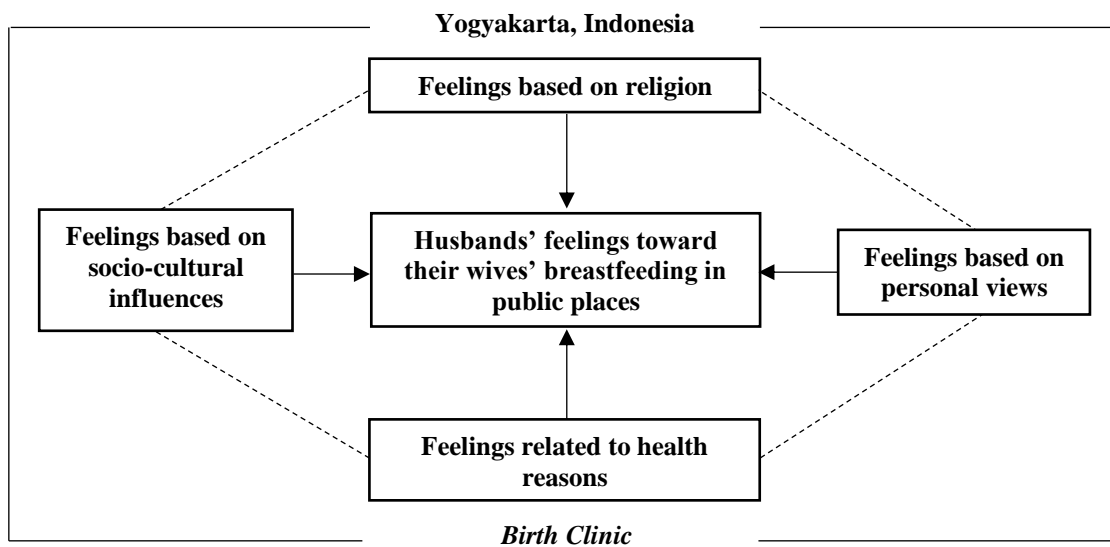 Yogyakarta, Indonesia
Feelings based on religion
Feelings based on
socio-cultural
influences
Husbands’ feelings toward
their wives’ breastfeeding in
public places
Feelings based on
personal views
Feelings related to health
reasons
Birth Clinic